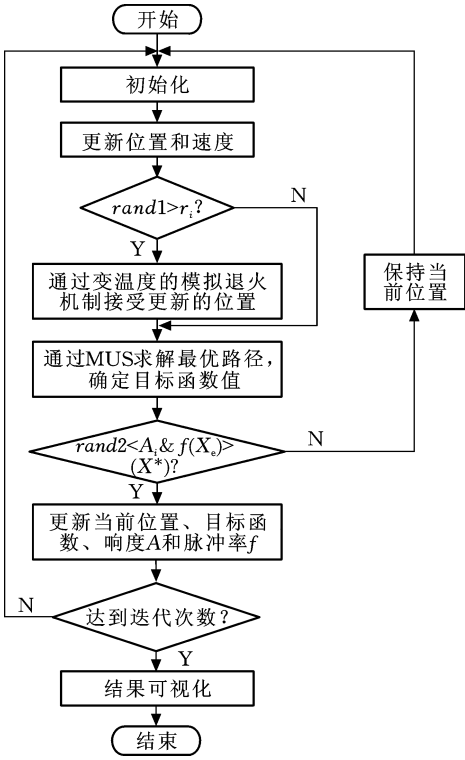 开始
初始化
更新位置和速度
rand1>rᵢ?
N
Y
通过变温度的模拟退火
机制接受更新的位置
保持当
前位置
通过MUS求解最优路径，
确定目标函数值
rand2<Aᵢ& f(Xₑ)>
(X*)?
N
Y
更新当前位置、目标函
数、响度A和脉冲率f
达到迭代次数？
N
Y
结果可视化
结束